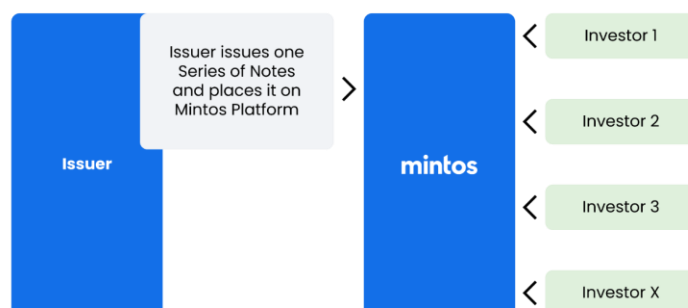 Issuer
Issuer issues one
Series of Notes
and places it on
Mintos Platform
mintos
Investor 1
Investor 2
Investor 3
Investor X